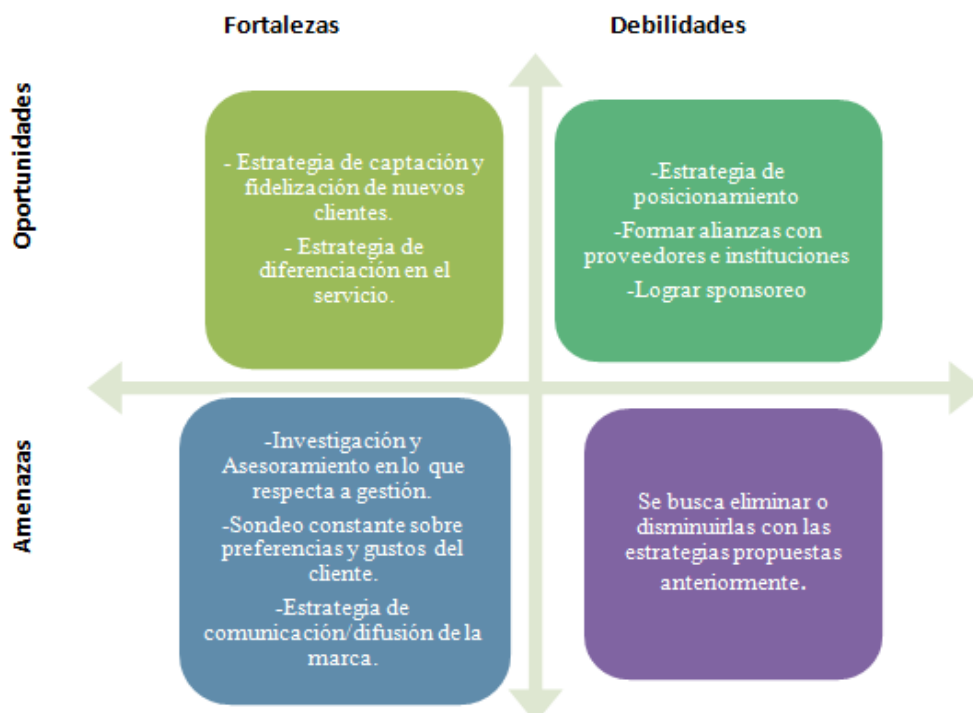 Fortalezas
Debilidades
Oportunidades
- Estrategia de captación y
fidelización de nuevos
clientes.
- Estrategia de
diferenciación en el
servicio.
-Estrategia de
posicionamiento
-Formar alianzas con
proveedores e instituciones
-Lograr sponsoreo
Amenazas
-Investigación y
Asesoramiento en lo que
respecta a gestión.
-Sondeo constante sobre
preferencias y gustos del
cliente.
-Estrategia de
comunicación/difusión de la
marca.
Se busca eliminar o
disminuirlas con las
estrategias propuestas
anteriormente.